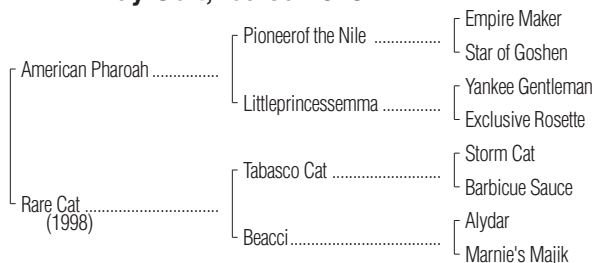 Empire Maker
Pioneerof the Nile ................
Star of Goshen
American Pharoah ................
Yankee Gentleman
Littleprincessemma ..............
Exclusive Rosette
Storm Cat
Tabasco Cat ..........................
Barbicue Sauce
Rare Cat ................................
(1998)
Alydar
Beacci....................................
Marnie's Majik